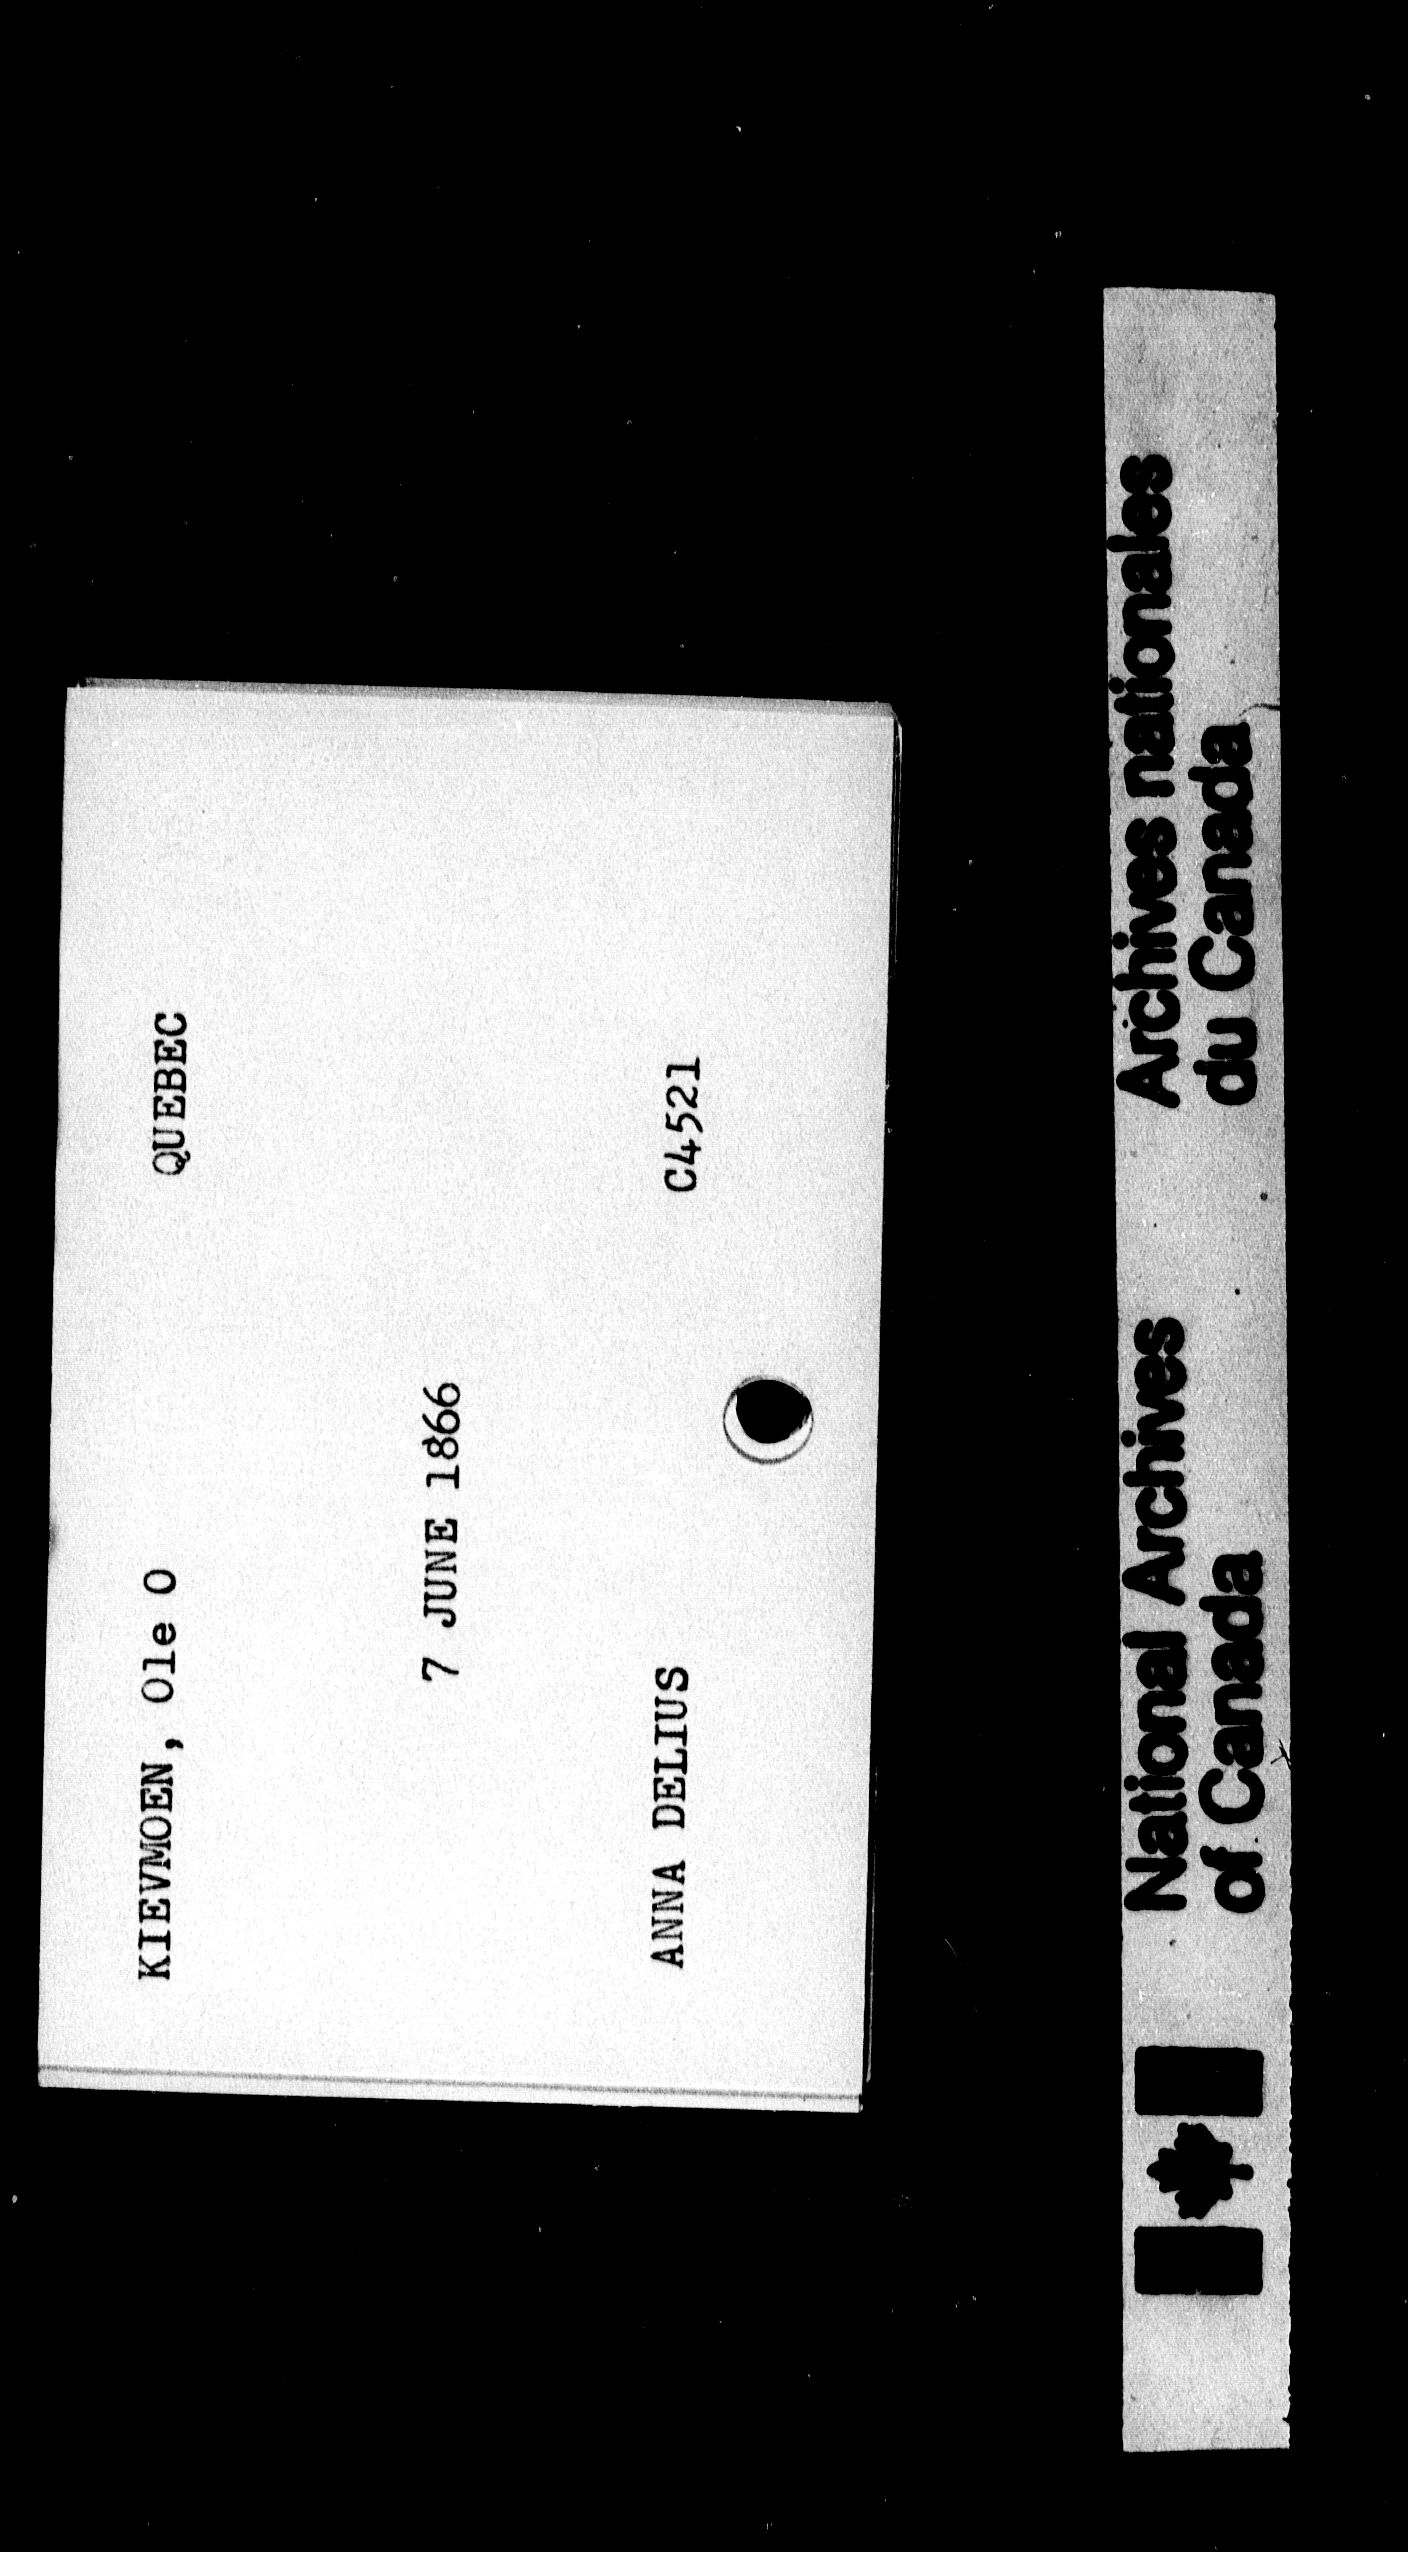 KIEVMOEN, Ole O QUEBEC
7 JUNE 1866
ANNA DELIUS C4521
National Archives
of Canada
Archives nationales
du Canada